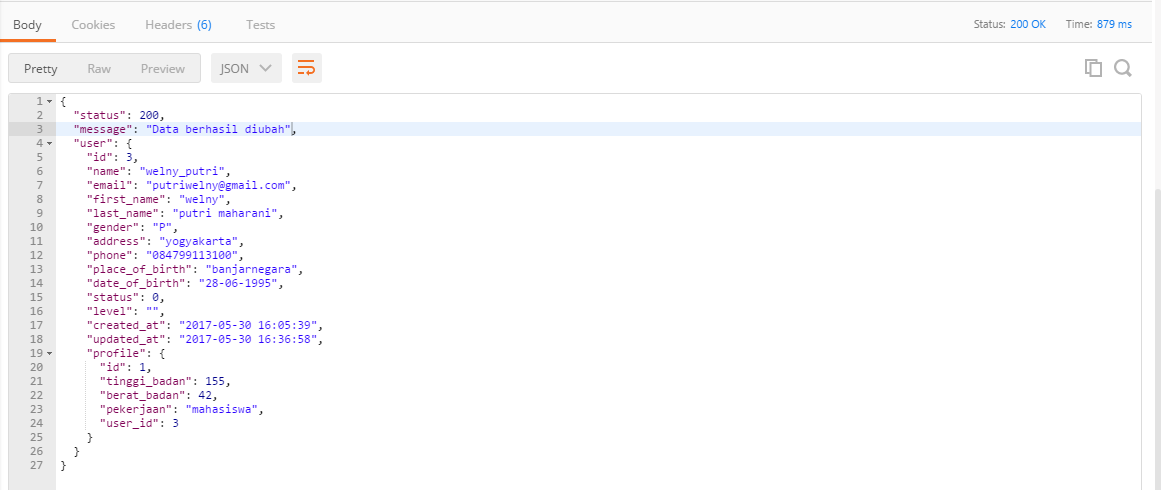 Body Cookies Headers (6) Tests Status: 200 OK Time: 879 ms
Pretty Raw Preview JSON
1 {
2 "status": 200,
3 "message": "Data berhasil diubah",
4 "user": {
5 "id": 3,
6 "name": "welny_putri",
7 "email": "putriwelny@gmail.com",
8 "first_name": "welny",
9 "last_name": "putri maharani",
10 "gender": "P",
11 "address": "yogyakarta",
12 "phone": "084799113100",
13 "place_of_birth": "banjarnegara",
14 "date_of_birth": "28-06-1995",
15 "status": 0,
16 "level": "",
17 "created_at": "2017-05-30 16:05:39",
18 "updated_at": "2017-05-30 16:36:58",
19 "profile": {
20 "id": 1,
21 "tinggi_badan": 155,
22 "berat_badan": 42,
23 "pekerjaan": "mahasiswa",
24 "user_id": 3
25 }
26 }
27 }